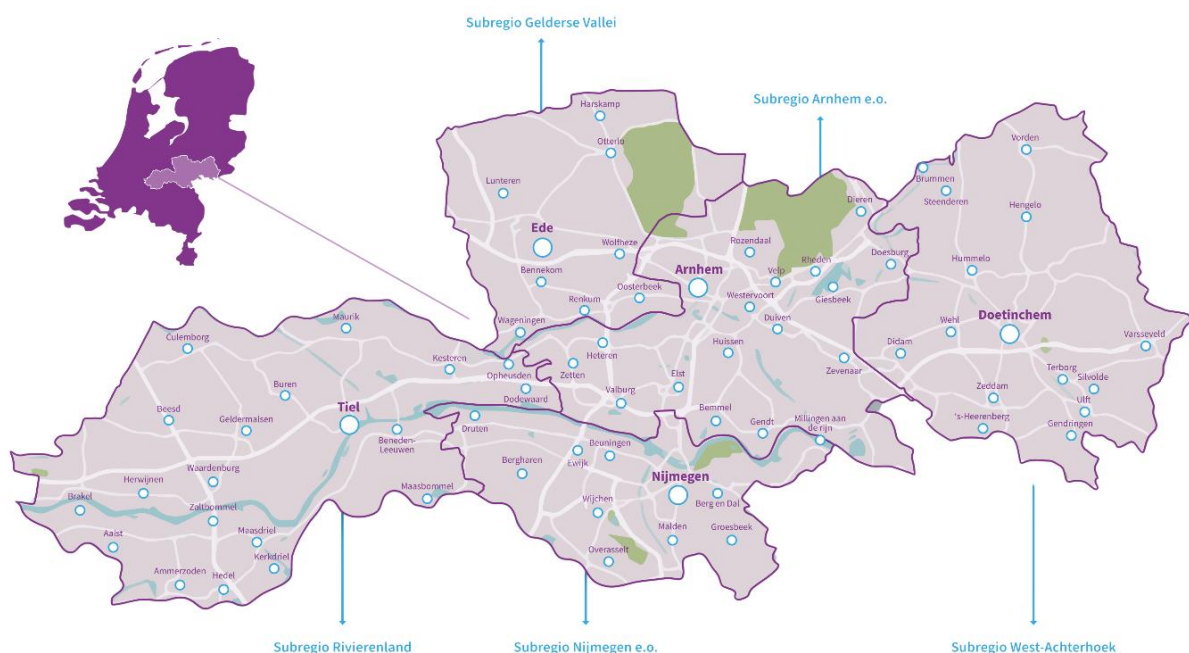 Subregio Gelderse Vallei
Subregio Arnhem e.o.
Harskamp
Otterlo
Lunteren
Ede
Wolfheze
Bennekom
Oosterbeek
Renkum
Wageningen
Vorden
Brummen
Steenderen
Dieren
Hengelo
Rozendaal
Arnhem
Velp
Rheden
Doesburg
Hummelo
Giesbeek
Westervoort
Duiven
Doetinchem
Wehl
Varsseveld
Didam
Huissen
Zevenaar
Terborg
Silvolde
Zeddam
Ulft
's-Heerenberg
Gendringen
Maurik
Culemborg
Kesteren
Opheusden
Dodewaard
Heteren
Zetten
Elst
Valburg
Buren
Tiel
Beesd
Geldermalsen
Bemmel
Gendt
Millingen aan
de rijn
Druten
Beneden-
Leeuwen
Beuningen
Ewijk
Bergharen
Nijmegen
Waardenburg
Herwijnen
Brakel
Zaltbommel
Maasbommel
Wijchen
Berg en Dal
Aalst
Maasdriel
Malden
Groesbeek
Kerkdriel
Overasselt
Ammerzoden
Hedel
Subregio Rivierenland
Subregio Nijmegen e.o.
Subregio West-Achterhoek